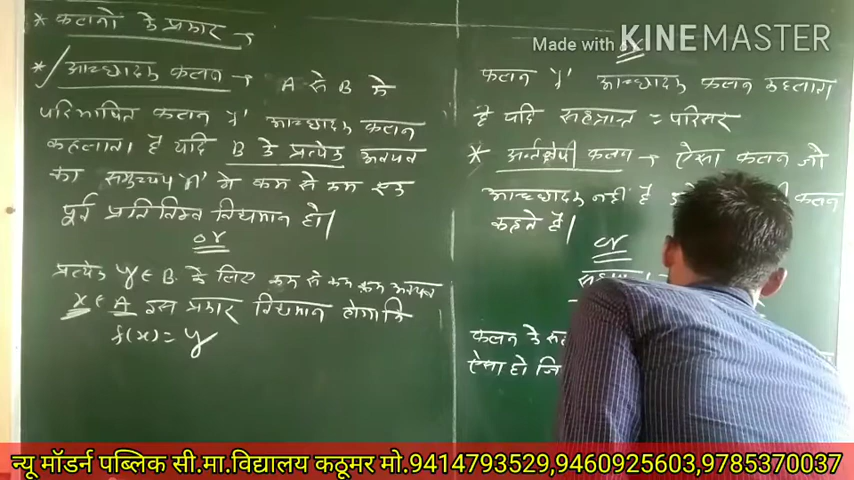 * फलनों के प्रकार →
* आच्छादक फलन → A से B में
परिभाषित फलन 'f' आच्छादक फलन
कहलाता है यदि B के प्रत्येक अवयव
का समुच्चय 'A' में कम से कम एक
पूर्व प्रतिबिम्ब विद्यमान हो।
or
प्रत्येक y ∈ B के लिए कम से कम एक अवयव
x ∈ A इस प्रकार विद्यमान होगा कि
f(x) = y
Made with KINEMASTER
or
फलन 'f' आच्छादक फलन कहलाता
है यदि सहप्रान्त = परिसर
* अन्तर्क्षेपी फलन → ऐसा फलन जो
आच्छादक नहीं है फलन
कहते है।
or
फलन के
ऐसा हो
न्यू मॉडर्न पब्लिक सी.मा.विद्यालय कठूमर मो.9414793529,9460925603,9785370037